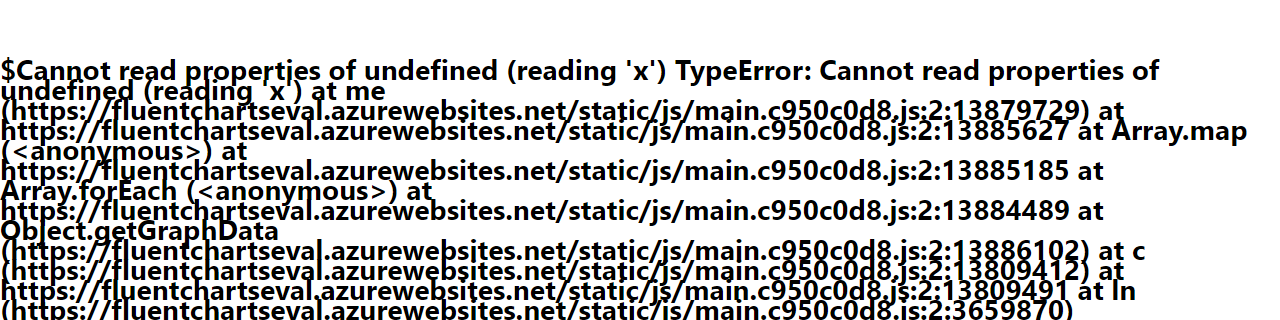 $Cannot read properties of undefined (reading 'x') TypeError: Cannot read properties of
undefined (reading 'x') at me
(https://fluentchartseval.azurewebsites.net/static/js/main.c950c0d8.js:2:13879729) at
https://fluentchartseval.azurewebsites.net/static/js/main.c950c0d8.js:2:13885627 at Array.map
(<anonymous>) at
https://fluentchartseval.azurewebsites.net/static/js/main.c950c0d8.js:2:13885185 at
Array.forEach (<anonymous>) at
https://fluentchartseval.azurewebsites.net/static/js/main.c950c0d8.js:2:13884489 at
Object.getGraphData
(https://fluentchartseval.azurewebsites.net/static/js/main.c950c0d8.js:2:13886102) at c
(https://fluentchartseval.azurewebsites.net/static/js/main.c950c0d8.js:2:13809412) at
https://fluentchartseval.azurewebsites.net/static/js/main.c950c0d8.js:2:13809491 at ln
(https://fluentchartseval.azurewebsites.net/static/js/main.c950c0d8.js:2:3659870)